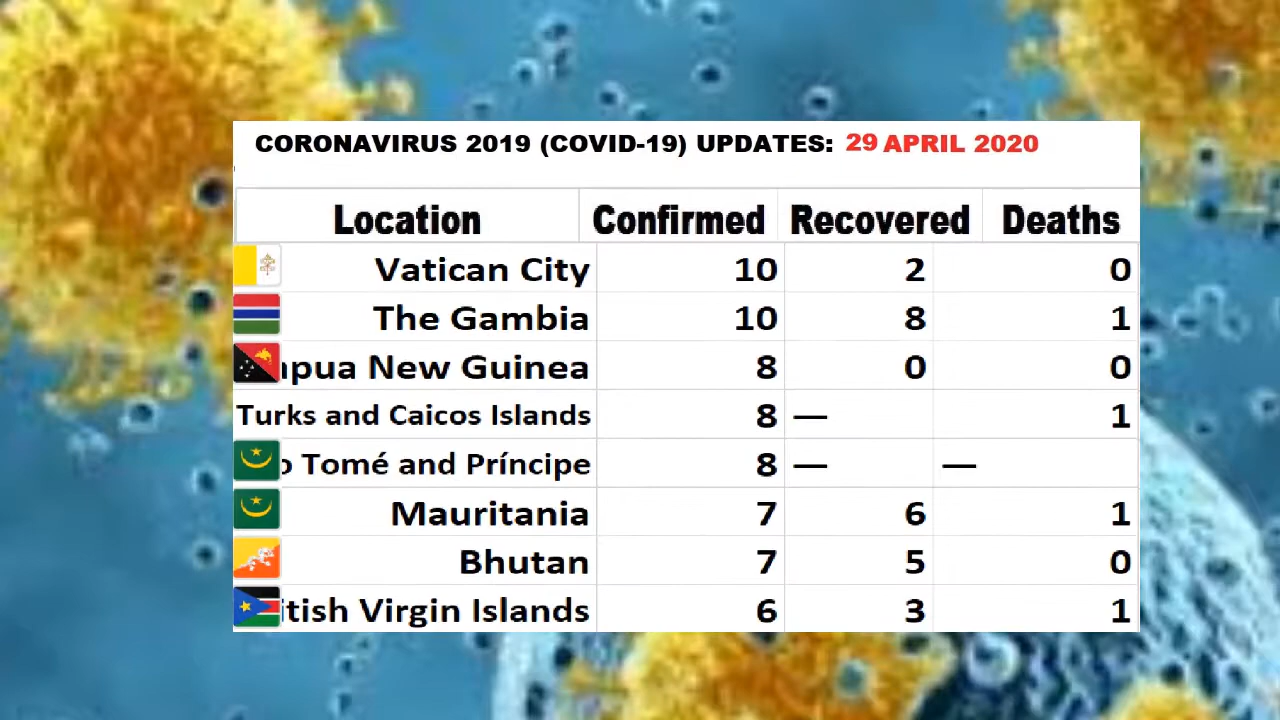 CORONAVIRUS 2019 (COVID-19) UPDATES: 29 APRIL 2020
Location Confirmed Recovered Deaths
Vatican City 10 2 0
The Gambia 10 8 1
apua New Guinea 8 0 0
Turks and Caicos Islands 8 — 1
o Tomé and Príncipe 8 — —
Mauritania 7 6 1
Bhutan 7 5 0
itish Virgin Islands 6 3 1